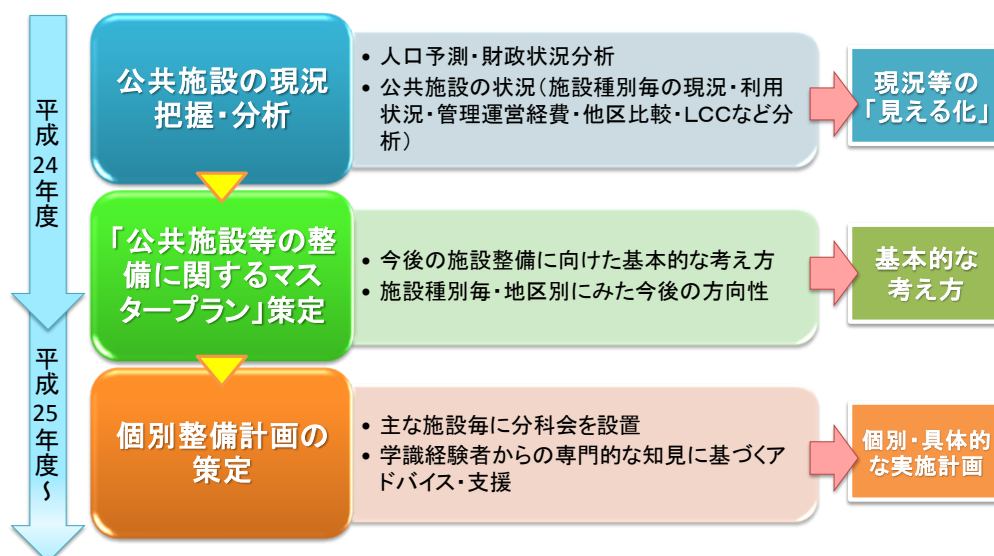 平成24年度
公共施設の現況
把握・分析
• 人口予測・財政状況分析
• 公共施設の状況（施設種別毎の現況・利用
状況・管理運営経費・他区比較・LCCなど分
析）
現況等の
「見える化」
「公共施設等の整
備に関するマス
タープラン」策定
• 今後の施設整備に向けた基本的な考え方
• 施設種別毎・地区別にみた今後の方向性
基本的な
考え方
平成25年度～
個別整備計画の
策定
• 主な施設毎に分科会を設置
• 学識経験者からの専門的な知見に基づくア
ドバイス・支援
個別・具体的
な実施計画